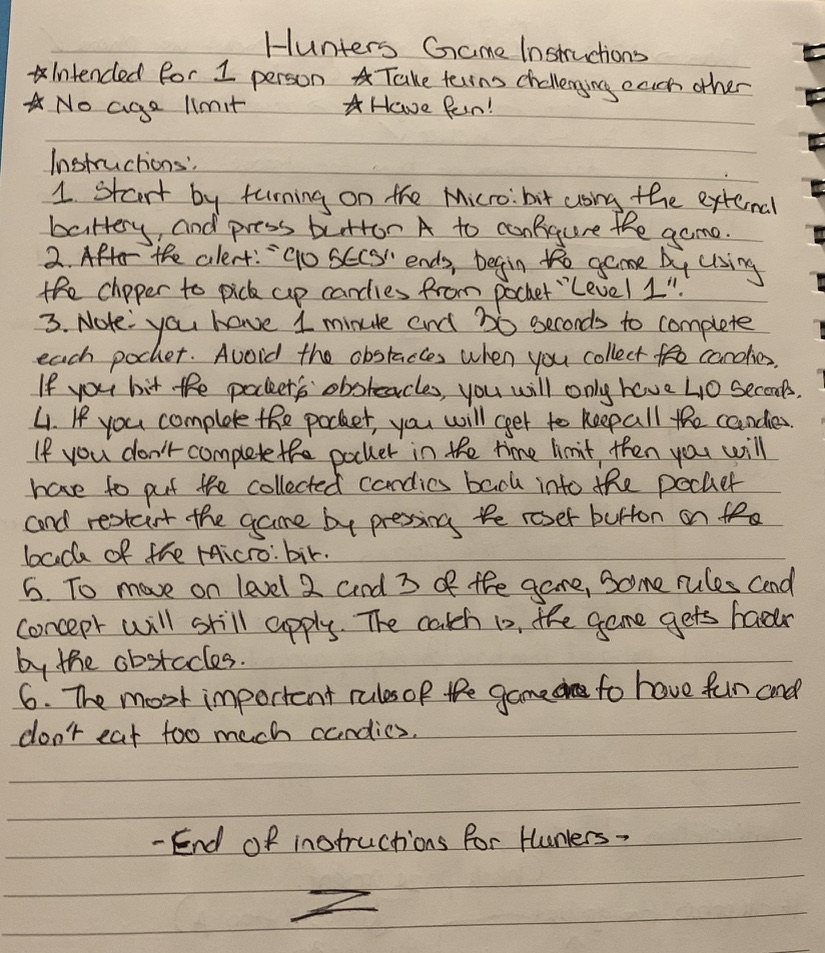 Hunters Game Instructions
☆Intended for 1 person ☆Take turns challenging each other
☆ No age limit ☆Have fun!
Instructions:
1. Start by turning on the Micro:bit using the external
battery, and press button A to configure the game.
2. After the alert: "90 SECS" ends, begin the game by using
the clipper to pick up candies from pocket "Level 1".
3. Note: you have 1 minute and 30 seconds to complete
each pocket. Avoid the obstacles when you collect the candies.
If you hit the pocket's obstacles, you will only have 40 seconds.
4. If you complete the pocket, you will get to keep all the candies.
If you don't complete the pocket in the time limit, then you will
have to put the collected candies back into the pocket
and restart the game by pressing the reset button on the
back of the Micro:bit.
5. To move on level 2 and 3 of the game, Same rules and
concept will still apply. The catch is, the game gets harder
by the obstacles.
6. The most important rules of the game are to have fun and
don't eat too much candies.
-End of instructions for Hunters-